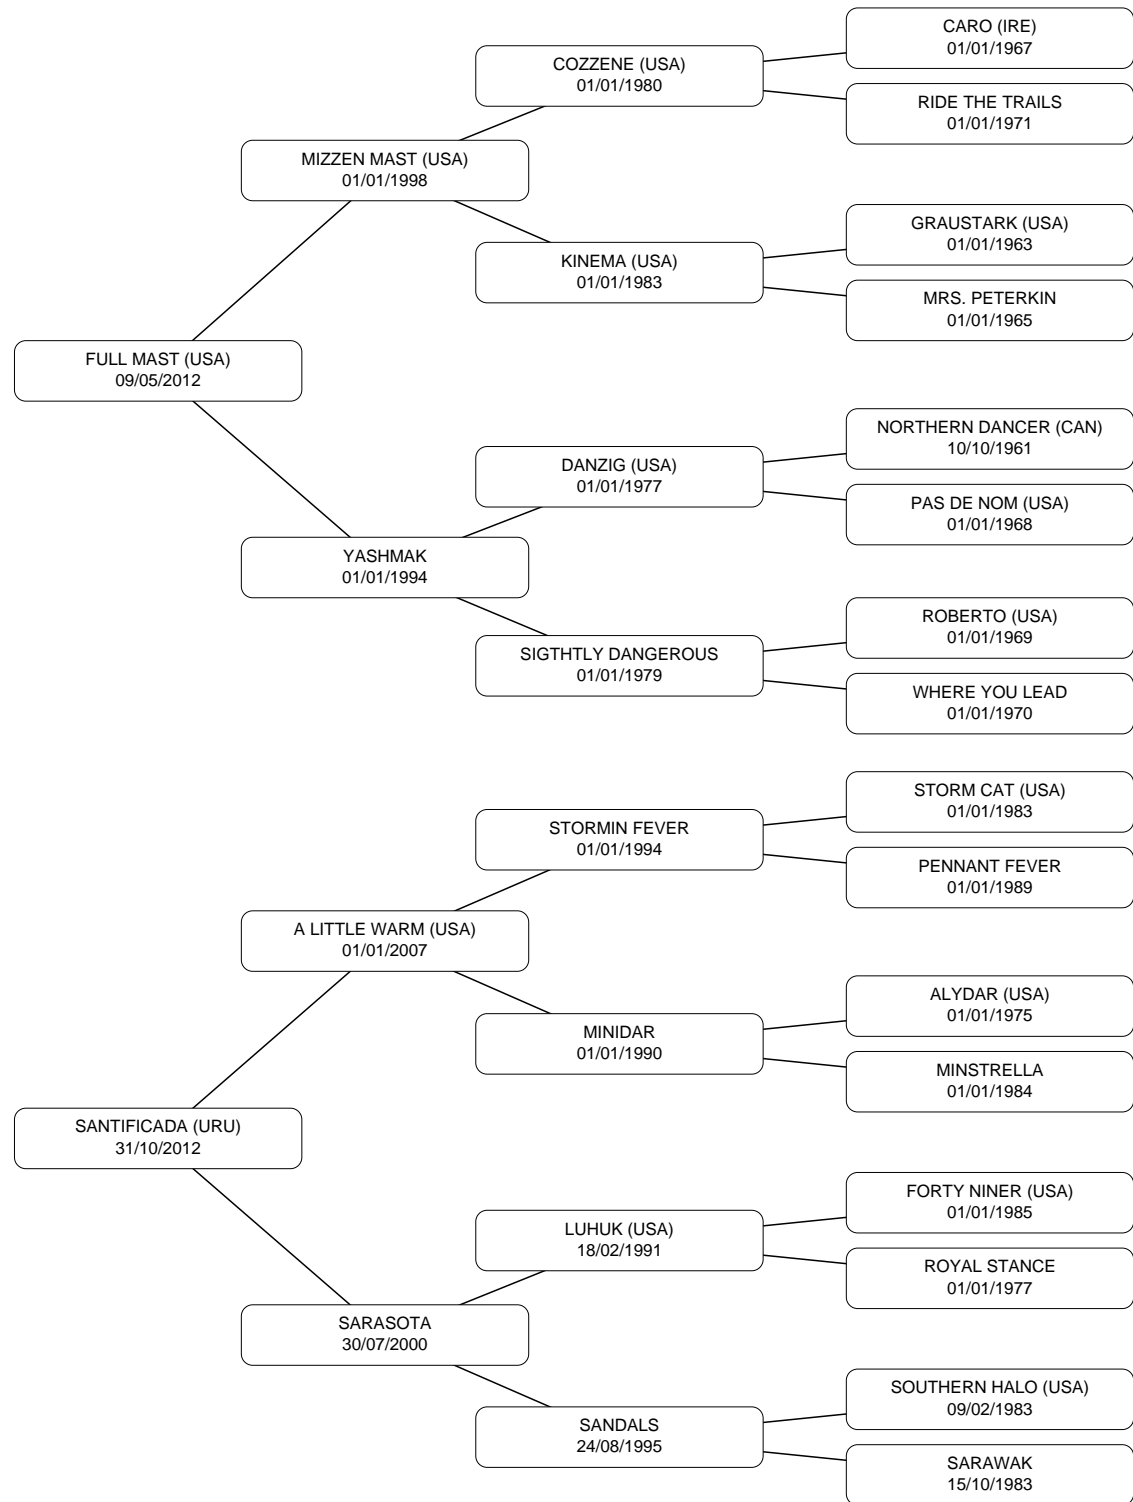 CARO (IRE)
01/01/1967
COZZENE (USA)
01/01/1980
RIDE THE TRAILS
01/01/1971
MIZZEN MAST (USA)
01/01/1998
GRAUSTARK (USA)
01/01/1963
KINEMA (USA)
01/01/1983
MRS. PETERKIN
01/01/1965
FULL MAST (USA)
09/05/2012
NORTHERN DANCER (CAN)
10/10/1961
DANZIG (USA)
01/01/1977
PAS DE NOM (USA)
01/01/1968
YASHMAK
01/01/1994
ROBERTO (USA)
01/01/1969
SIGTHTLY DANGEROUS
01/01/1979
WHERE YOU LEAD
01/01/1970
STORM CAT (USA)
01/01/1983
STORMIN FEVER
01/01/1994
PENNANT FEVER
01/01/1989
A LITTLE WARM (USA)
01/01/2007
ALYDAR (USA)
01/01/1975
MINIDAR
01/01/1990
MINSTRELLA
01/01/1984
SANTIFICADA (URU)
31/10/2012
FORTY NINER (USA)
01/01/1985
LUHUK (USA)
18/02/1991
ROYAL STANCE
01/01/1977
SARASOTA
30/07/2000
SOUTHERN HALO (USA)
09/02/1983
SANDALS
24/08/1995
SARAWAK
15/10/1983